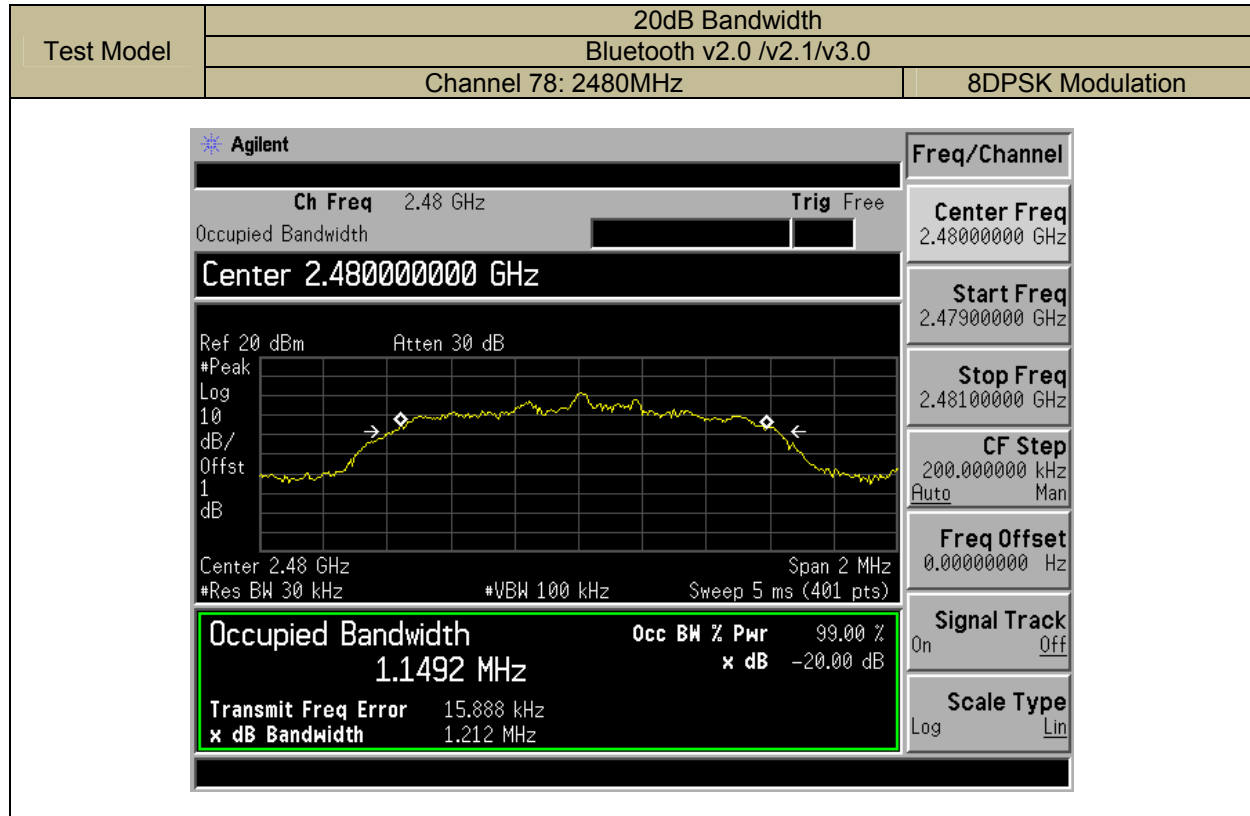 20dB Bandwidth
Test Model
Bluetooth v2.0 /v2.1/v3.0
Channel 78: 2480MHz
8DPSK Modulation
Agilent
Freq/Channel
Ch Freq 2.48 GHz Trig Free
Occupied Bandwidth
Center 2.480000000 GHz
Ref 20 dBm Atten 30 dB
#Peak
Log
10
dB/
Offst
1
dB
Center 2.48 GHz Span 2 MHz
#Res BW 30 kHz #VBW 100 kHz Sweep 5 ms (401 pts)
Occupied Bandwidth
1.1492 MHz
Occ BW % Pwr 99.00 %
x dB -20.00 dB
Transmit Freq Error 15.888 kHz
x dB Bandwidth 1.212 MHz
Center Freq
2.48000000 GHz
Start Freq
2.47900000 GHz
Stop Freq
2.48100000 GHz
CF Step
200.000000 kHz
Auto Man
Freq Offset
0.00000000 Hz
Signal Track
On Off
Scale Type
Log Lin